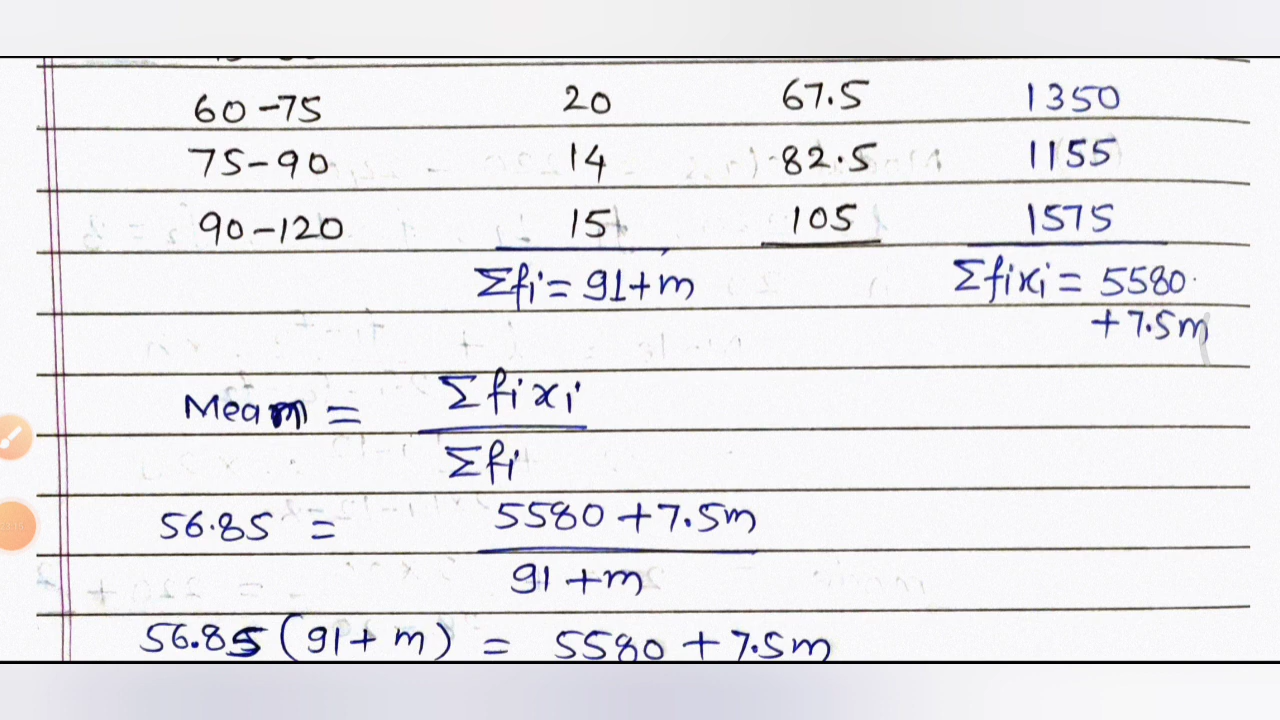 60-75 20 67.5 1350
75-90 14 82.5 1155
90-120 15 105 1575
Σfi = 91+m Σfixi = 5580
+7.5m
Mean = Σfixi
Σfi
56.85 = 5580+7.5m
91+m
56.85(91+m) = 5580+7.5m